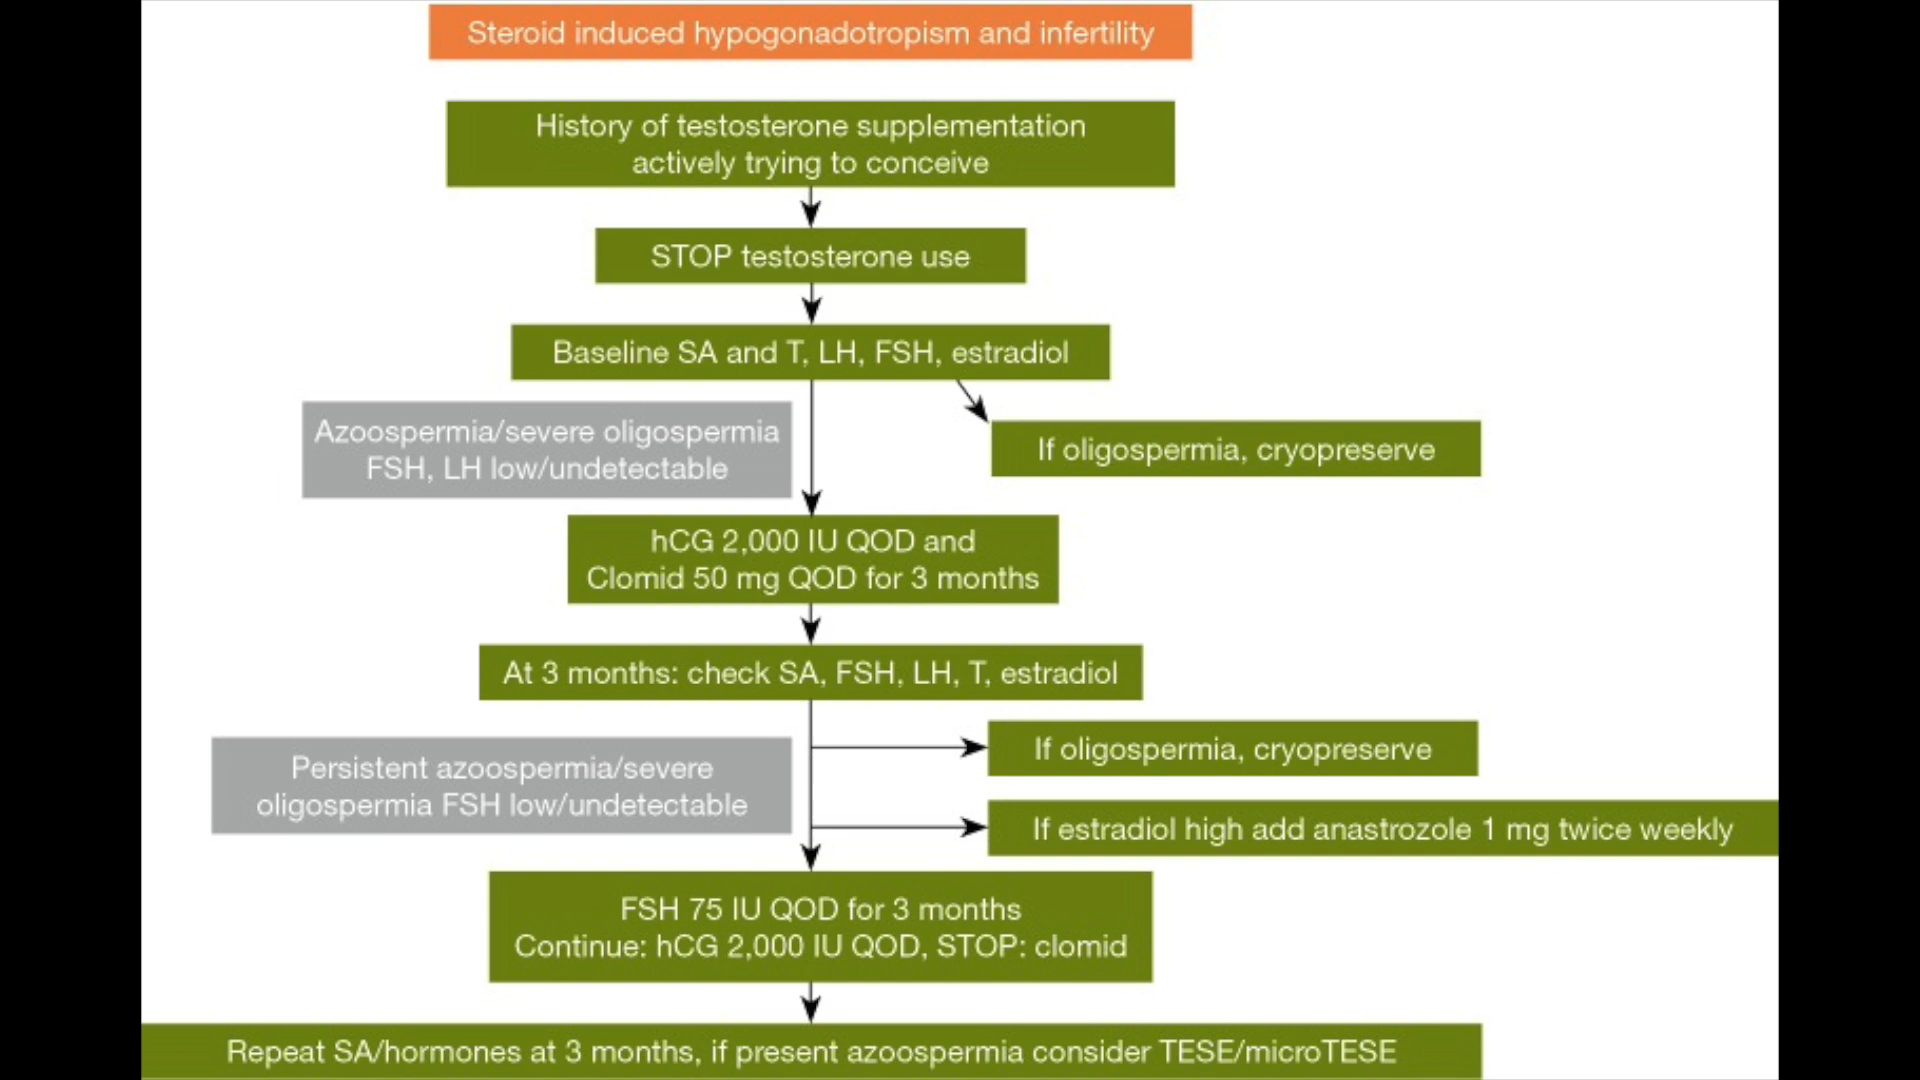 Steroid induced hypogonadotropism and infertility
History of testosterone supplementation
actively trying to conceive
STOP testosterone use
Baseline SA and T, LH, FSH, estradiol
Azoospermia/severe oligospermia
FSH, LH low/undetectable
If oligospermia, cryopreserve
hCG 2,000 IU QOD and
Clomid 50 mg QOD for 3 months
At 3 months: check SA, FSH, LH, T, estradiol
If oligospermia, cryopreserve
Persistent azoospermia/severe
oligospermia FSH low/undetectable
If estradiol high add anastrozole 1 mg twice weekly
FSH 75 IU QOD for 3 months
Continue: hCG 2,000 IU QOD, STOP: clomid
Repeat SA/hormones at 3 months, if present azoospermia consider TESE/microTESE